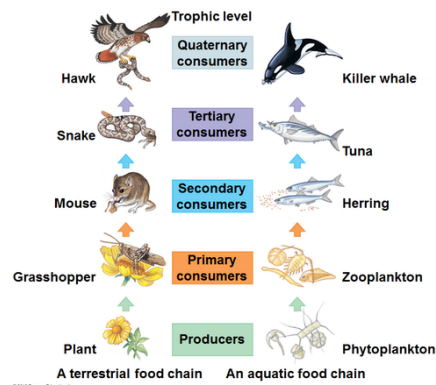 Trophic level
Quaternary
consumers
Hawk
Killer whale
Tertiary
consumers
Snake
Tuna
Secondary
consumers
Mouse
Herring
Primary
consumers
Grasshopper
Zooplankton
Producers
Plant
Phytoplankton
A terrestrial food chain
An aquatic food chain